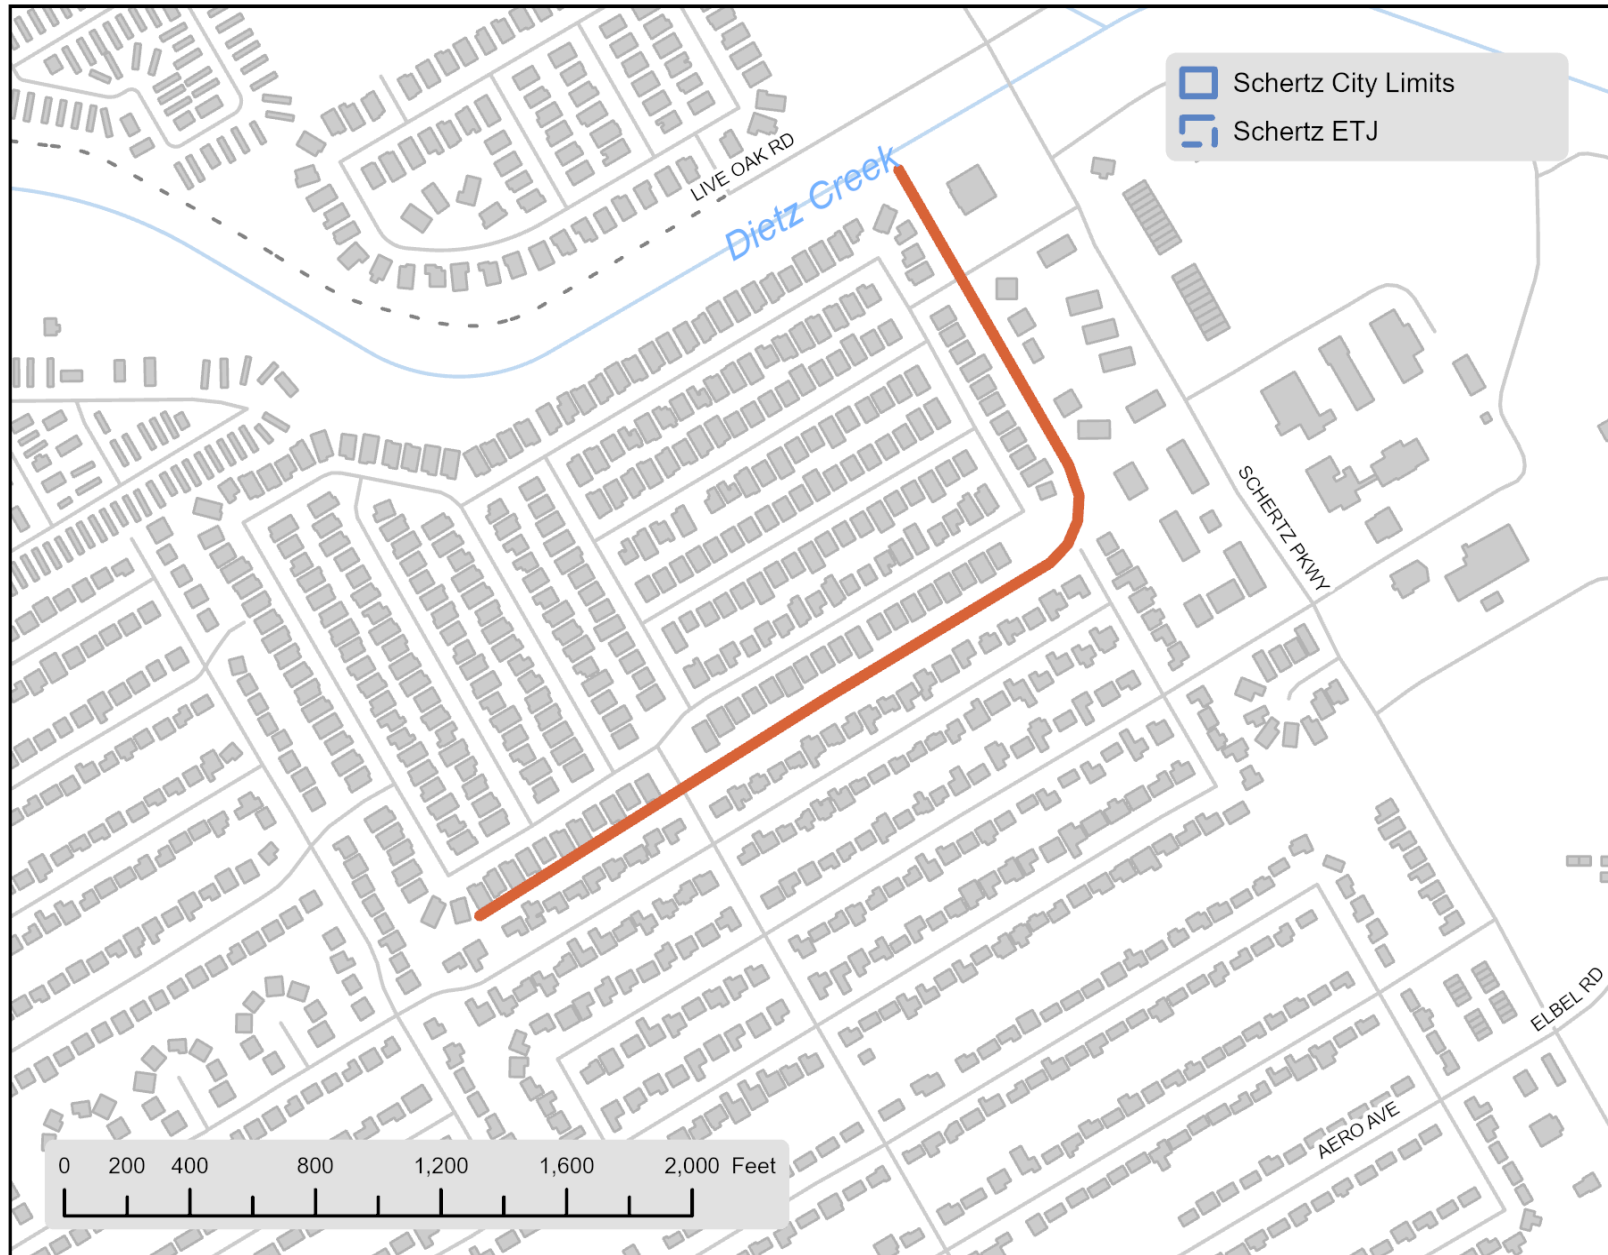 Schertz City Limits
Schertz ETJ
LIVE OAK RD
Dietz Creek
SCHERTZ PKWY
ELBEL RD
AERO AVE
0 200 400 800 1,200 1,600 2,000 Feet